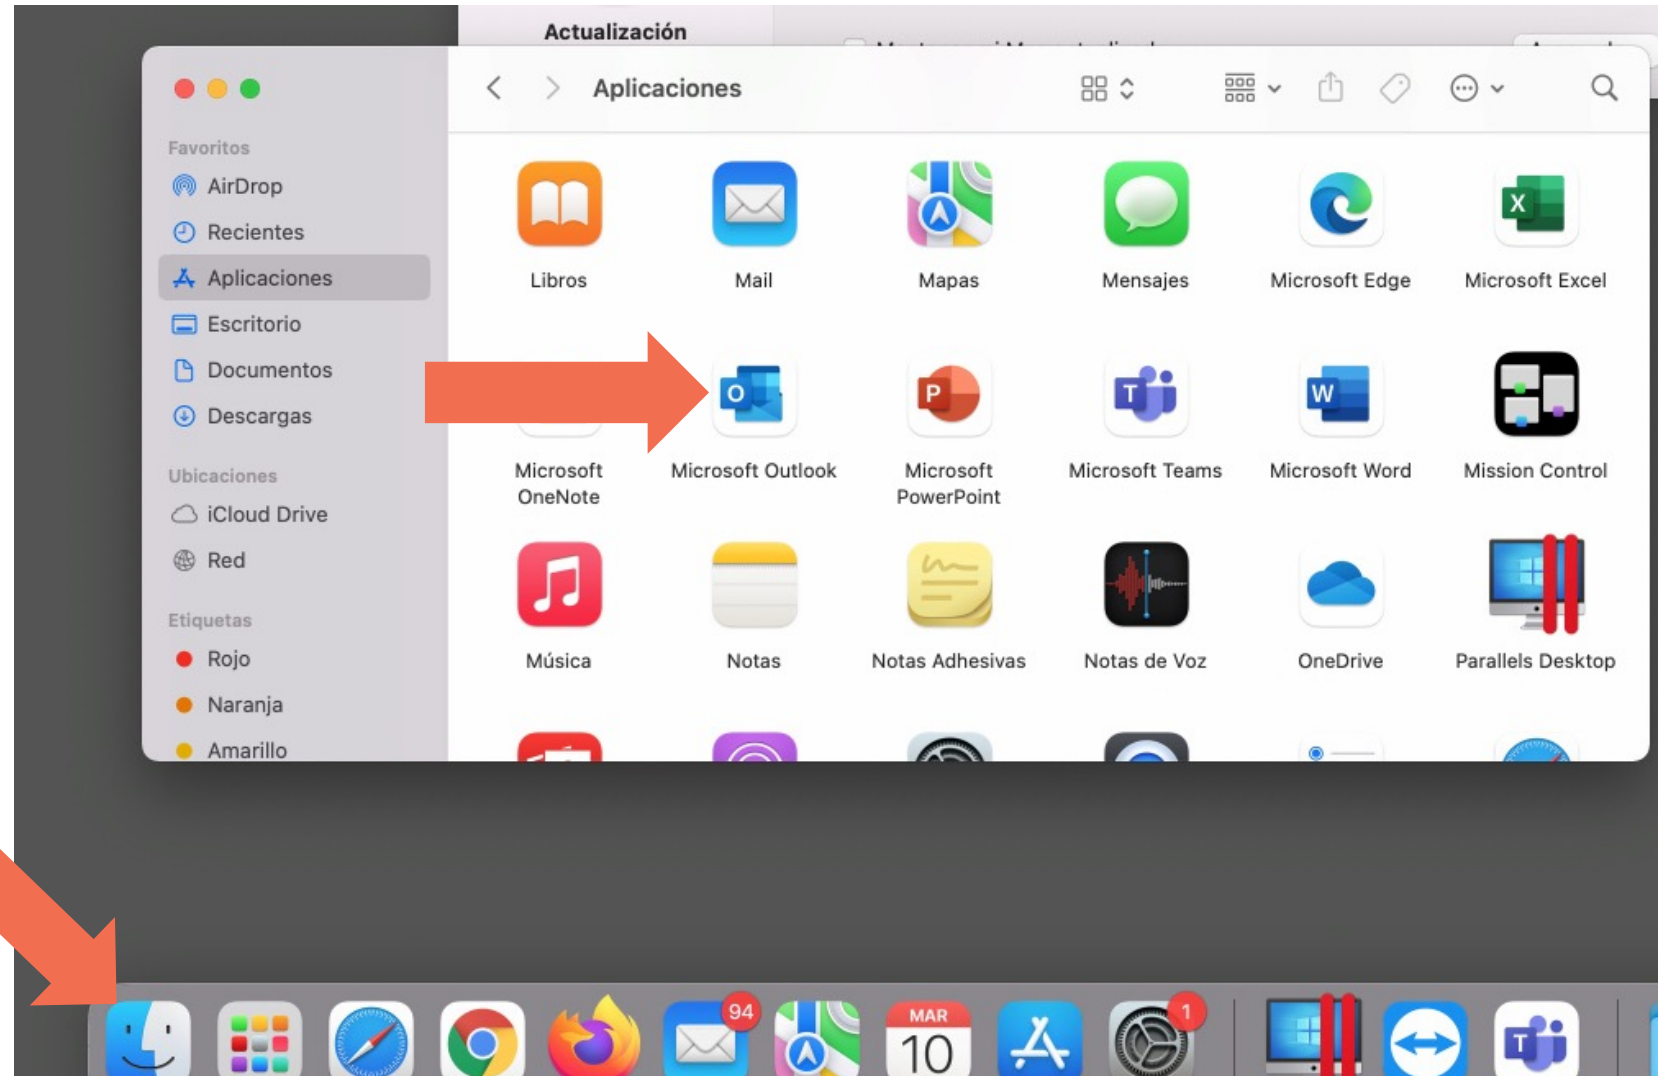 Actualización
Aplicaciones
Favoritos
AirDrop
Recientes
Aplicaciones
Escritorio
Documentos
Descargas
Ubicaciones
iCloud Drive
Red
Etiquetas
Rojo
Naranja
Amarillo
Libros
Mail
Mapas
Mensajes
Microsoft Edge
X
Microsoft Excel
Microsoft
OneNote
O
Microsoft Outlook
P
Microsoft
PowerPoint
T
Microsoft Teams
W
Microsoft Word
Mission Control
Música
Notas
Notas Adhesivas
Notas de Voz
OneDrive
Parallels Desktop
94
MAR
10
1
T